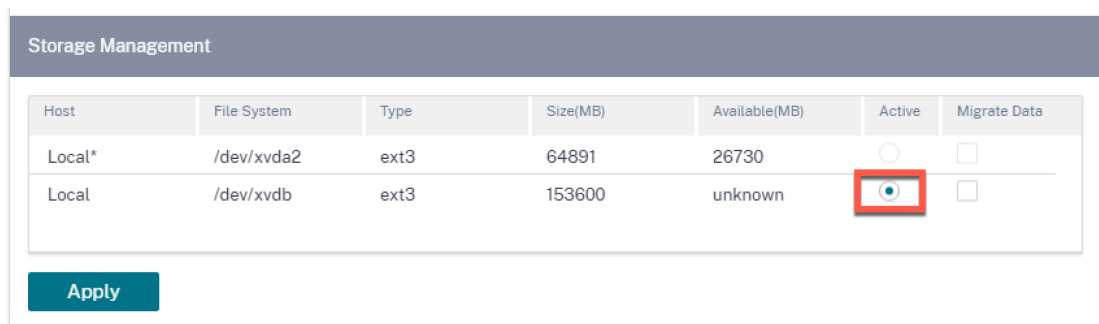 Storage Management
Host File System Type Size(MB) Available(MB) Active Migrate Data
Local* /dev/xvda2 ext3 64891 26730
Local /dev/xvdb ext3 153600 unknown
Apply